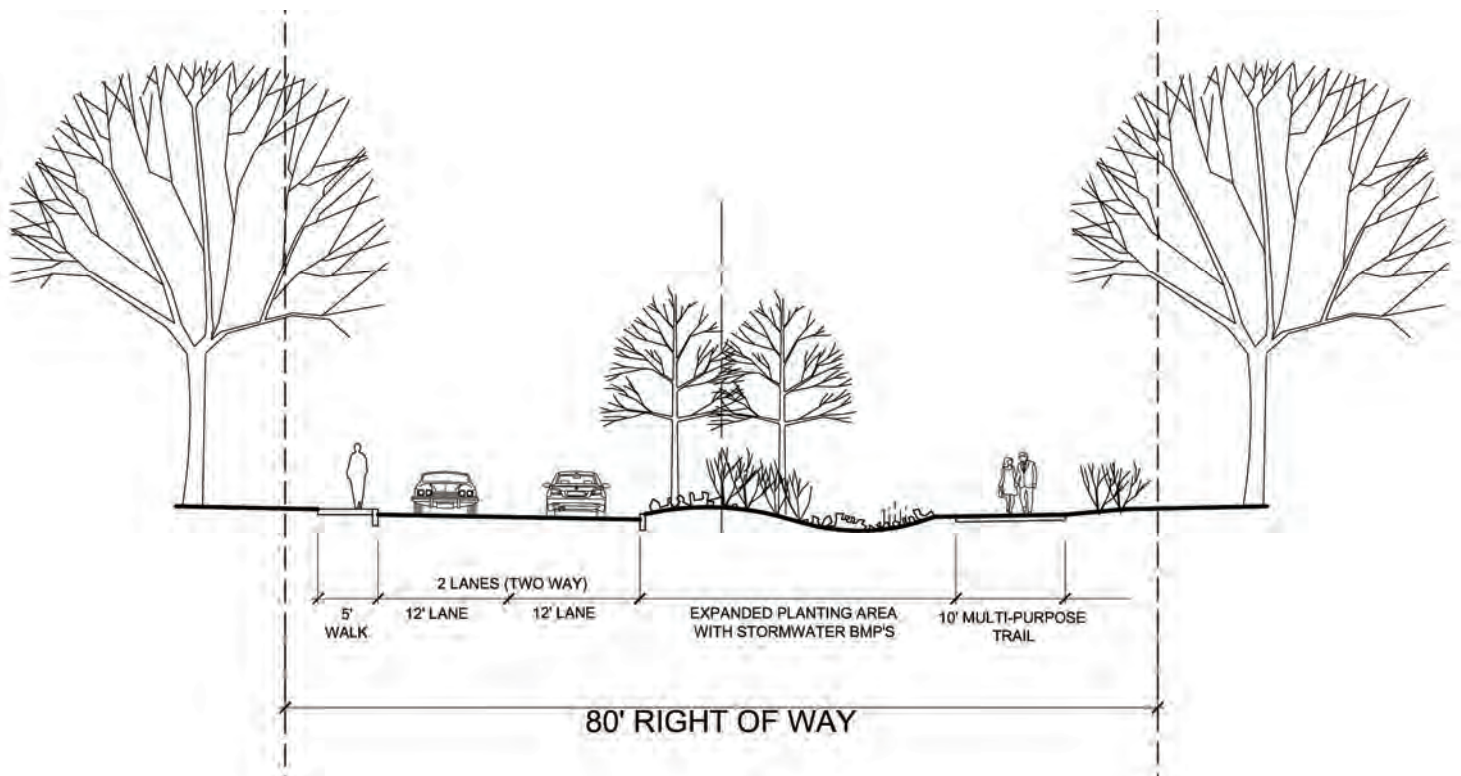 2 LANES (TWO WAY)
5'
WALK
12' LANE
12' LANE
EXPANDED PLANTING AREA
WITH STORMWATER BMP'S
10' MULTI-PURPOSE
TRAIL
80' RIGHT OF WAY